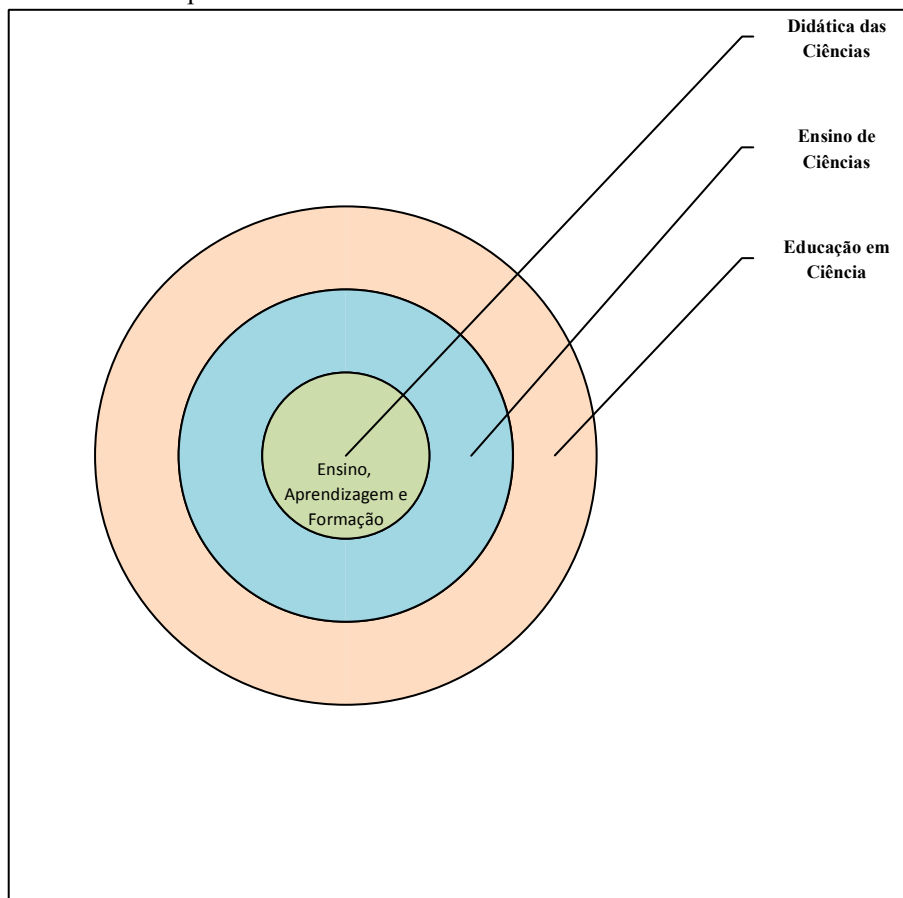 Didática das
Ciências
Ensino de
Ciências
Educação em
Ciência
Ensino,
Aprendizagem e
Formação